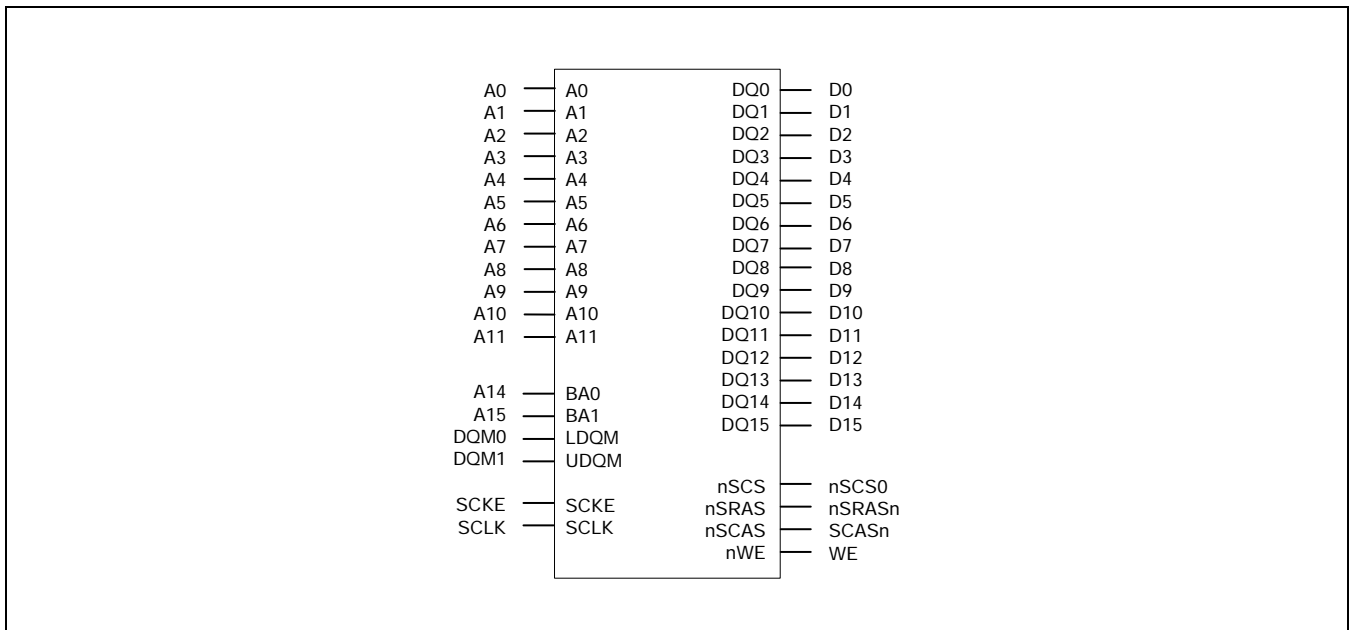 A0 A0 DQ0 D0
A1 A1 DQ1 D1
A2 A2 DQ2 D2
A3 A3 DQ3 D3
A4 A4 DQ4 D4
A5 A5 DQ5 D5
A6 A6 DQ6 D6
A7 A7 DQ7 D7
A8 A8 DQ8 D8
A9 A9 DQ9 D9
A10 A10 DQ10 D10
A11 A11 DQ11 D11
DQ12 D12
DQ13 D13
A14 BA0 DQ14 D14
A15 BA1 DQ15 D15
DQM0 LDQM
DQM1 UDQM
nSCS nSCS0
SCKE SCKE nSRAS nSRASn
SCLK SCLK nSCAS SCASn
nWE WE